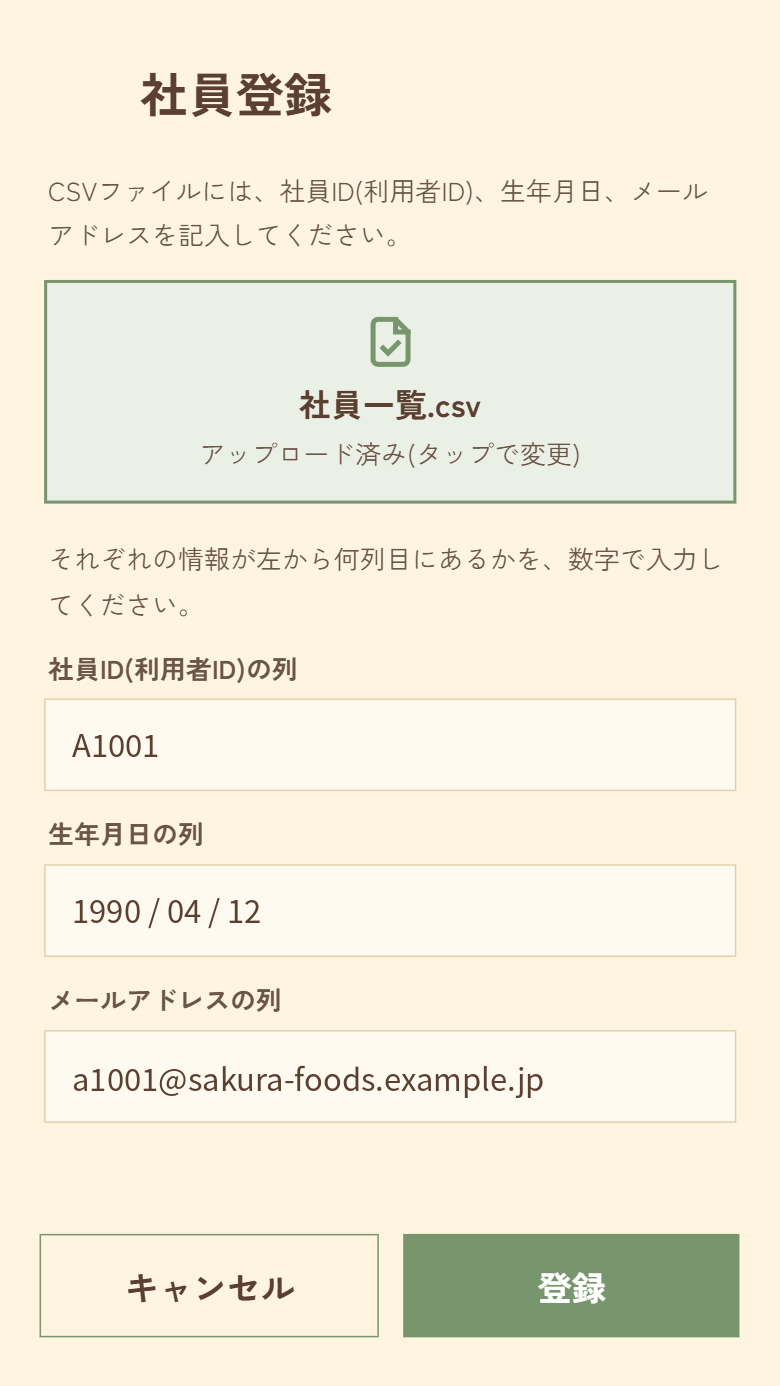 社員登録
CSVファイルには、社員ID(利用者ID)、生年月日、メール
アドレスを記入してください。
社員一覧.csv
アップロード済み(タップで変更)
それぞれの情報が左から何列目にあるかを、数字で入力し
てください。
社員ID(利用者ID)の列
A1001
生年月日の列
1990 / 04 / 12
メールアドレスの列
a1001@sakura-foods.example.jp
キャンセル
登録